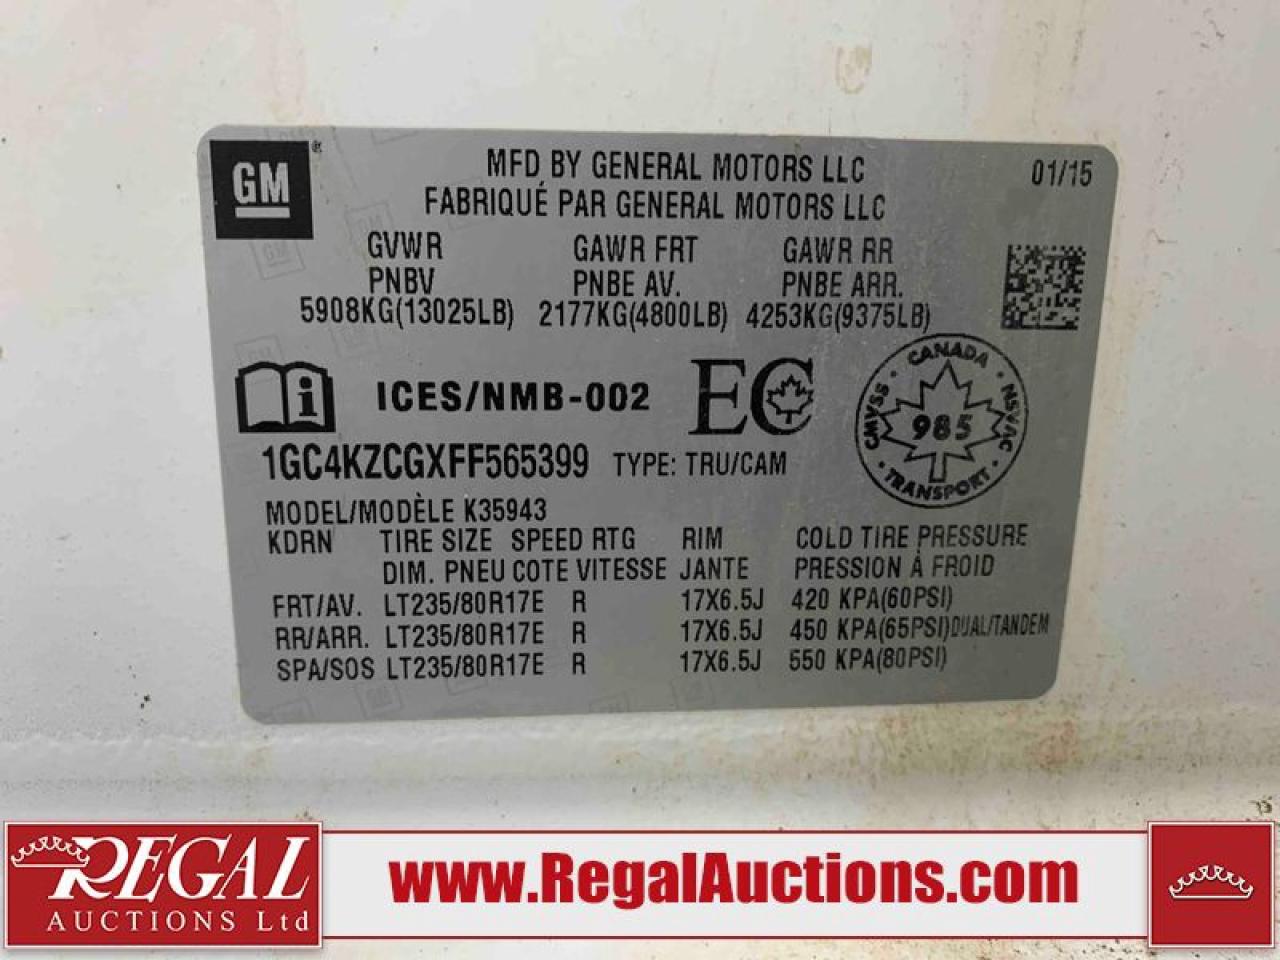 GM
MFD BY GENERAL MOTORS LLC 01/15
FABRIQUÉ PAR GENERAL MOTORS LLC
GVWR GAWR FRT GAWR RR
PNBV PNBE AV. PNBE ARR.
5908KG(13025LB) 2177KG(4800LB) 4253KG(9375LB)
i ICES/NMB-002 EC
CANADA
CMVSS 985 NSVAC
TRANSPORT
1GC4KZCGXFF565399 TYPE: TRU/CAM
MODEL/MODÈLE K35943
KDRN TIRE SIZE SPEED RTG RIM COLD TIRE PRESSURE
DIM. PNEU COTE VITESSE JANTE PRESSION À FROID
FRT/AV. LT235/80R17E R 17X6.5J 420 KPA(60PSI)
RR/ARR. LT235/80R17E R 17X6.5J 450 KPA(65PSI)DUAL/TANDEM
SPA/SOS LT235/80R17E R 17X6.5J 550 KPA(80PSI)
REGAL
AUCTIONS Ltd
www.RegalAuctions.com